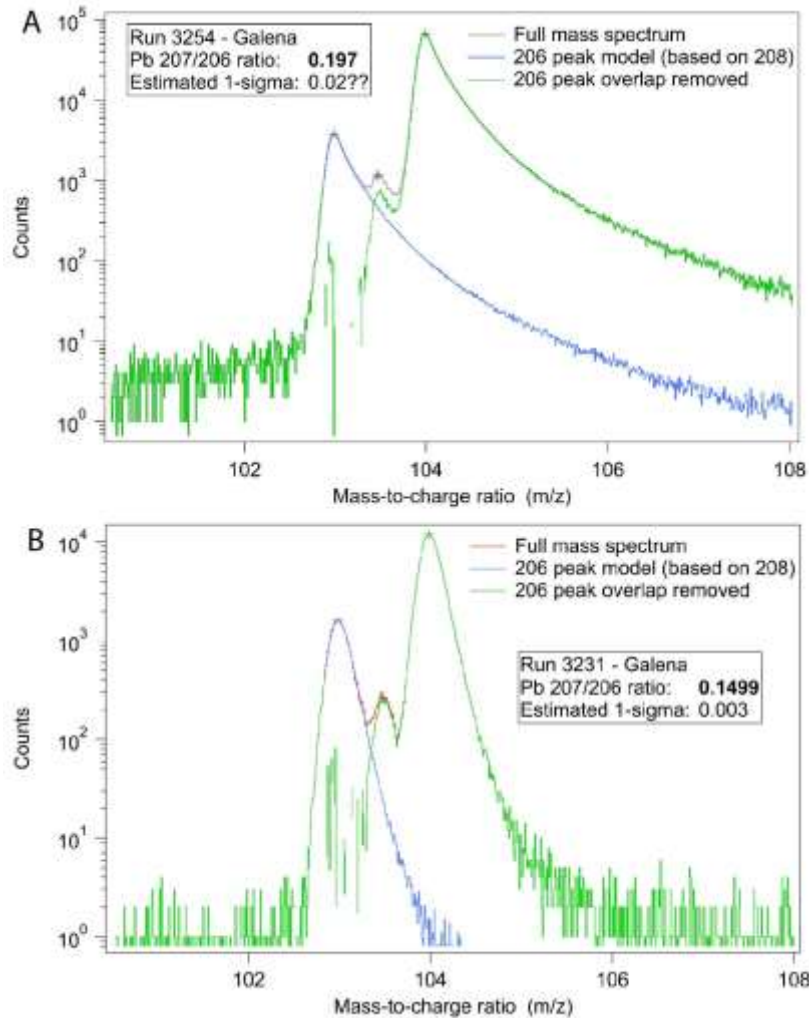 A
Run 3254 - Galena
Pb 207/206 ratio: 0.197
Estimated 1-sigma: 0.02??
Full mass spectrum
206 peak model (based on 208)
206 peak overlap removed
Counts
10⁵
10⁴
10³
10²
10¹
10⁰
102 104 106 108
Mass-to-charge ratio (m/z)
B
Full mass spectrum
206 peak model (based on 208)
206 peak overlap removed
Run 3231 - Galena
Pb 207/206 ratio: 0.1499
Estimated 1-sigma: 0.003
Counts
10⁴
10³
10²
10¹
10⁰
102 104 106 108
Mass-to-charge ratio (m/z)